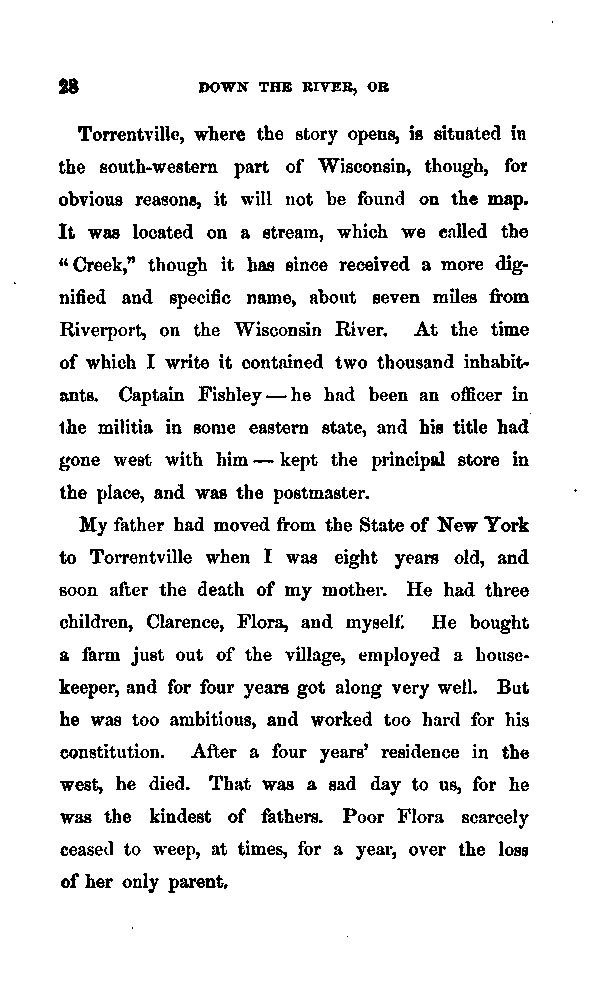 28 DOWN THE RIVER, OR
Torrentville, where the story opens, is situated in
the south-western part of Wisconsin, though, for
obvious reasons, it will not be found on the map.
It was located on a stream, which we called the
“Creek,” though it has since received a more dig-
nified and specific name, about seven miles from
Riverport, on the Wisconsin River. At the time
of which I write it contained two thousand inhabit-
ants. Captain Fishley — he had been an officer in
the militia in some eastern state, and his title had
gone west with him — kept the principal store in
the place, and was the postmaster.
My father had moved from the State of New York
to Torrentville when I was eight years old, and
soon after the death of my mother. He had three
children, Clarence, Flora, and myself. He bought
a farm just out of the village, employed a house-
keeper, and for four years got along very well. But
he was too ambitious, and worked too hard for his
constitution. After a four years’ residence in the
west, he died. That was a sad day to us, for he
was the kindest of fathers. Poor Flora scarcely
ceased to weep, at times, for a year, over the loss
of her only parent.